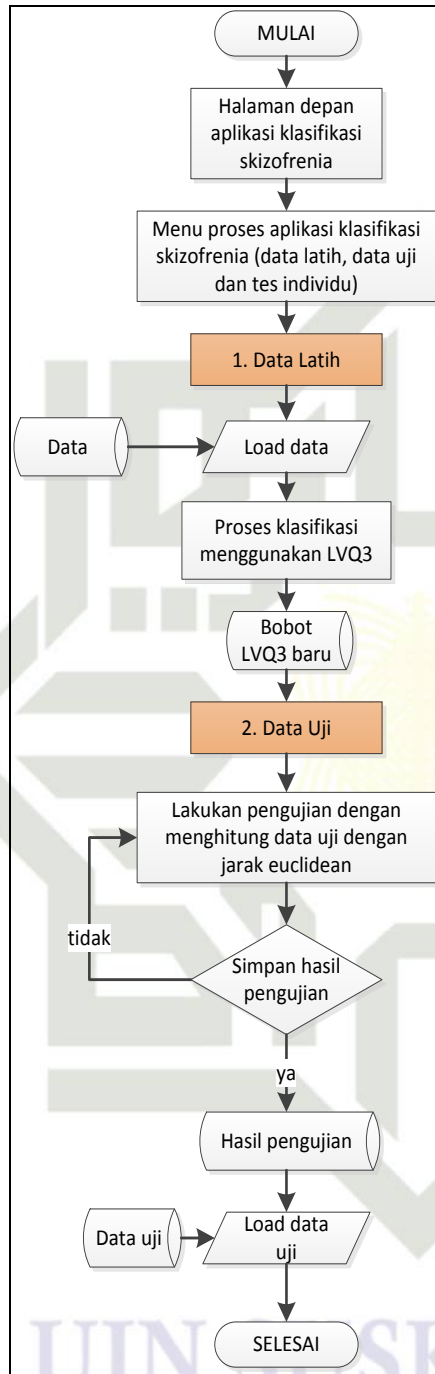 MULAI
Halaman depan
aplikasi klasifikasi
skizofrenia
Menu proses aplikasi klasifikasi
skizofrenia (data latih, data uji
dan tes individu)
1. Data Latih
Data
Load data
Proses klasifikasi
menggunakan LVQ3
Bobot
LVQ3 baru
2. Data Uji
Lakukan pengujian dengan
menghitung data uji dengan
jarak euclidean
tidak
Simpan hasil
pengujian
ya
Hasil pengujian
Data uji
Load data
uji
SELESAI
UIN SUSK